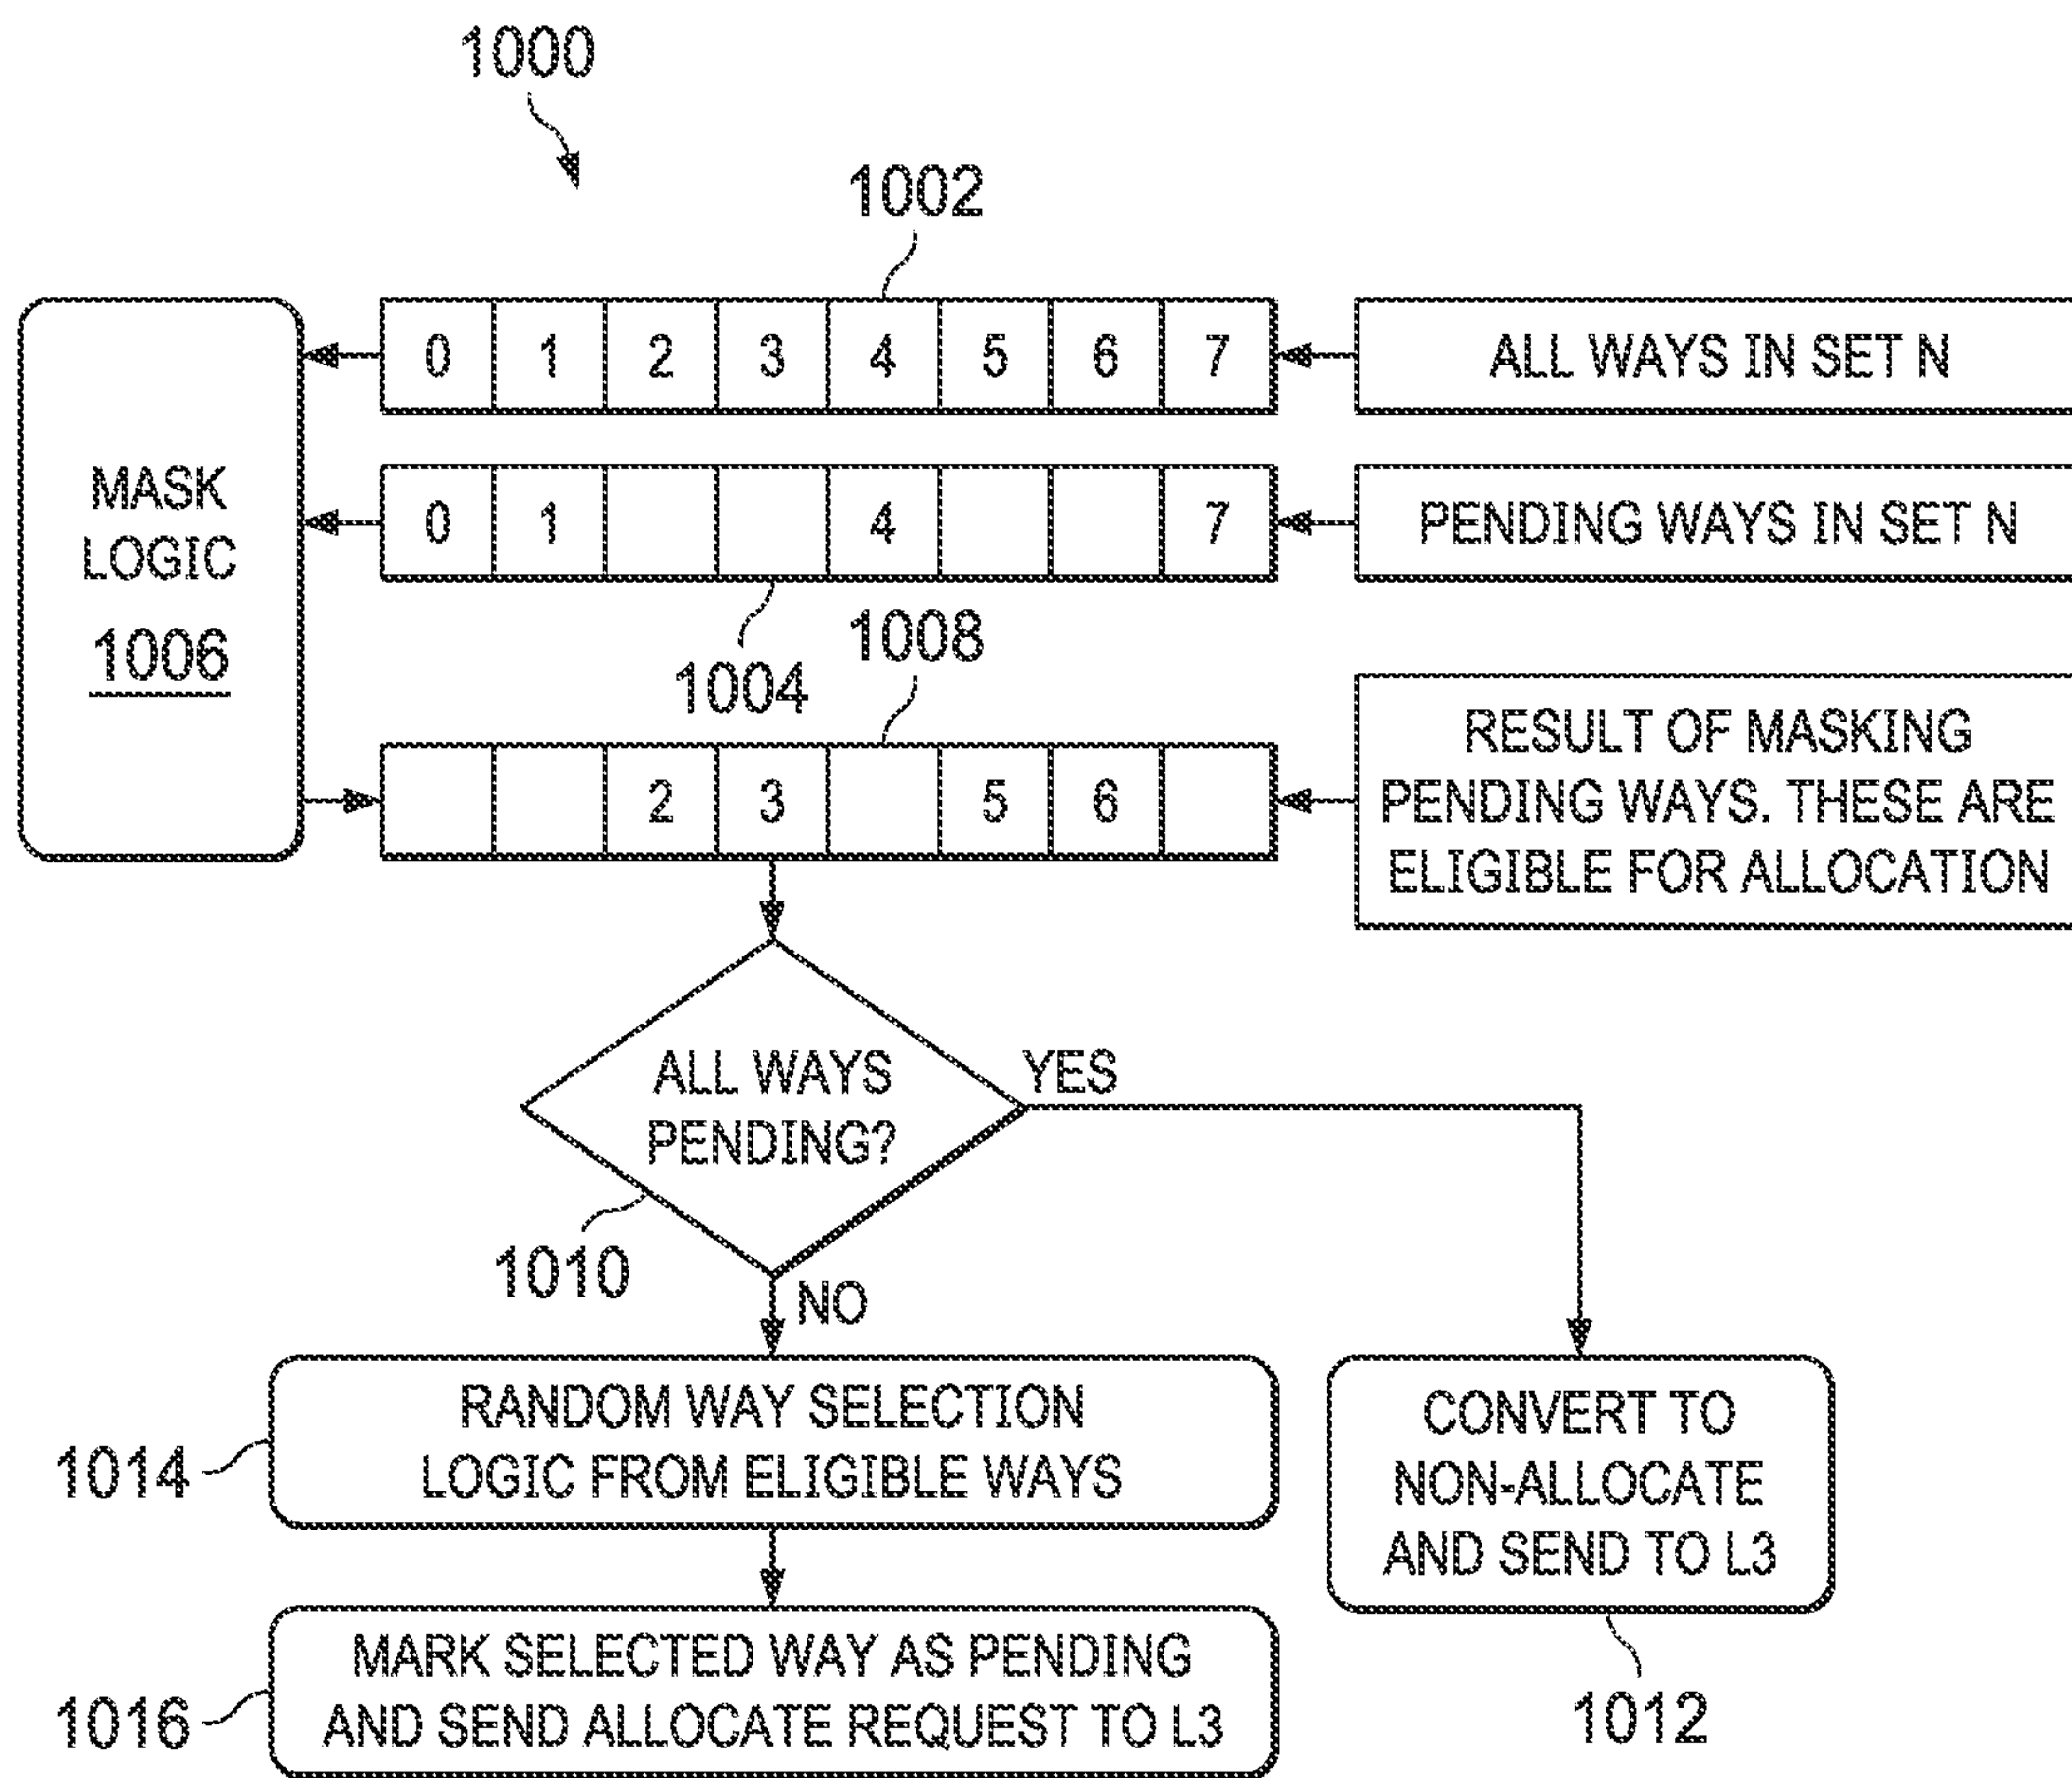 1000
1002
0 1 2 3 4 5 6 7
ALL WAYS IN SET N
MASK
LOGIC
1006
0 1 4 7
PENDING WAYS IN SET N
1004
1008
2 3 5 6
RESULT OF MASKING
PENDING WAYS. THESE ARE
ELIGIBLE FOR ALLOCATION
ALL WAYS
PENDING?
YES
1010
NO
RANDOM WAY SELECTION
LOGIC FROM ELIGIBLE WAYS
1014
CONVERT TO
NON-ALLOCATE
AND SEND TO L3
1012
MARK SELECTED WAY AS PENDING
AND SEND ALLOCATE REQUEST TO L3
1016